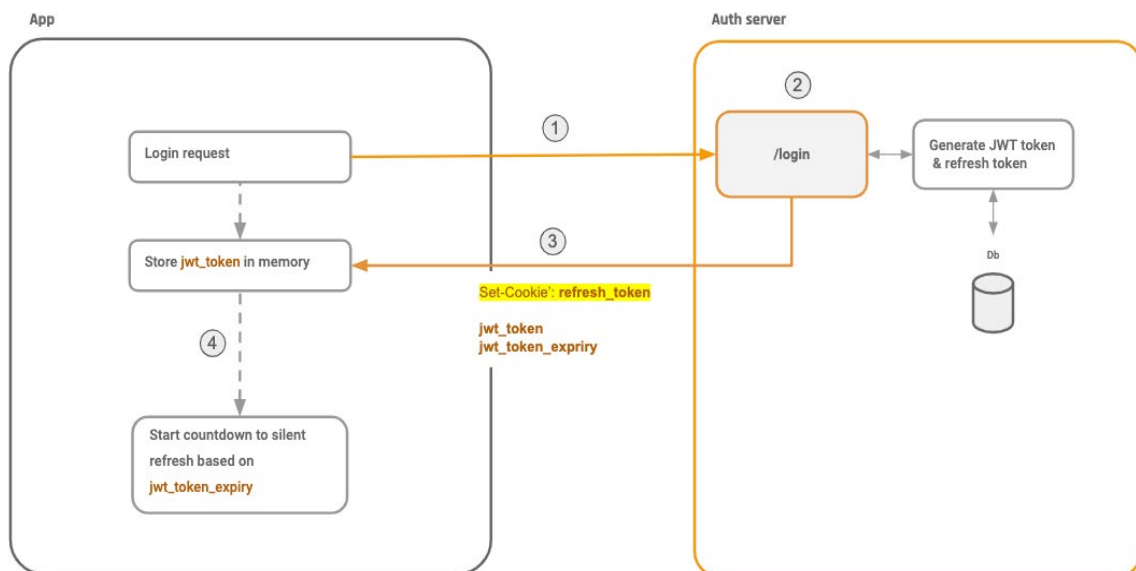 App
Auth server
1
2
Login request
/login
Generate JWT token
& refresh token
3
Store jwt_token in memory
Db
Set-Cookie': refresh_token
jwt_token
jwt_token_expriry
4
Start countdown to silent
refresh based on
jwt_token_expiry